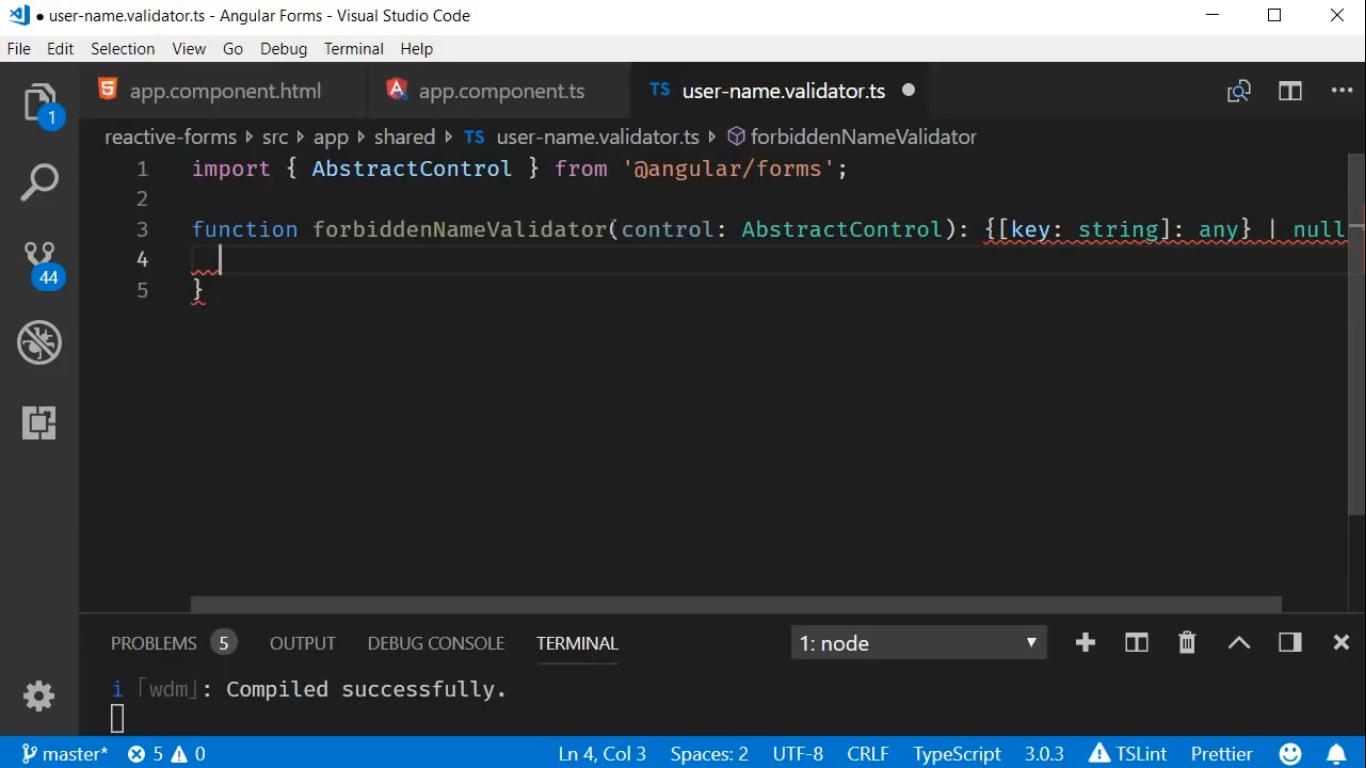 user-name.validator.ts - Angular Forms - Visual Studio Code
File Edit Selection View Go Debug Terminal Help
app.component.html app.component.ts TS user-name.validator.ts
1
reactive-forms src app shared TS user-name.validator.ts forbiddenNameValidator
1 import { AbstractControl } from '@angular/forms';
2
3 function forbiddenNameValidator(control: AbstractControl): {[key: string]: any} | null
4
5 }
44
PROBLEMS 5 OUTPUT DEBUG CONSOLE TERMINAL 1: node
i ｢wdm｣: Compiled successfully.
master* 5 0 Ln 4, Col 3 Spaces: 2 UTF-8 CRLF TypeScript 3.0.3 TSLint Prettier